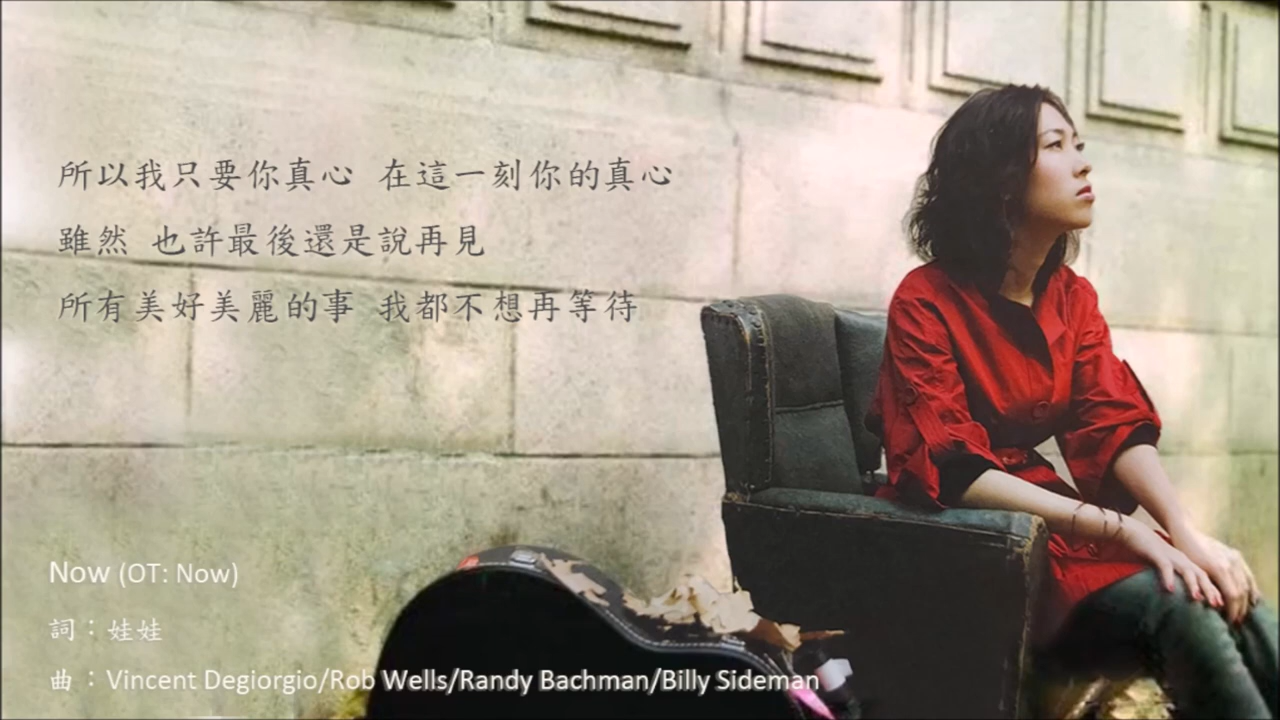 所以我只要你真心 在這一刻你的真心
雖然 也許最後還是說再見
所有美好美麗的事 我都不想再等待
Now (OT: Now)
詞：娃娃
曲：Vincent Degiorgio/Rob Wells/Randy Bachman/Billy Sideman